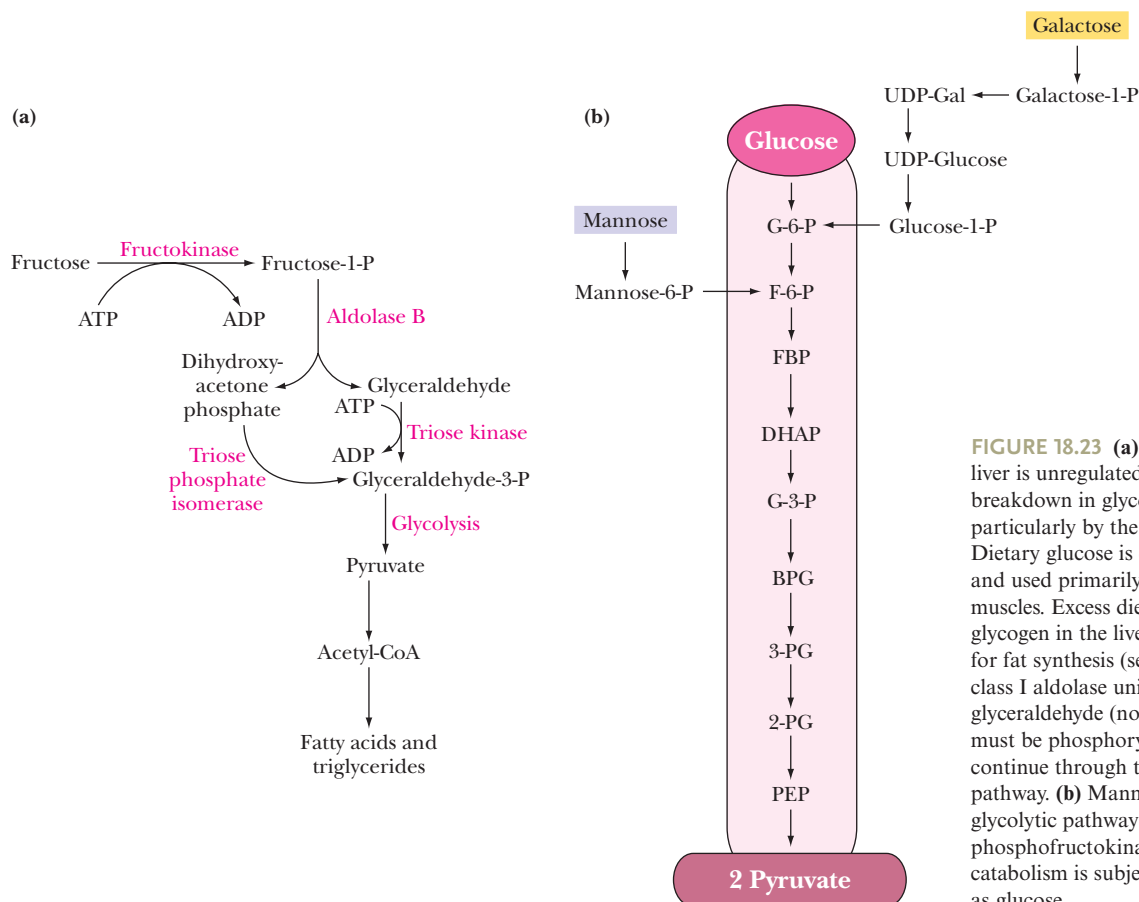 (a)
Fructose
Fructokinase
Fructose-1-P
ATP
ADP
Aldolase B
Dihydroxy-
acetone
phosphate
Glyceraldehyde
ATP
Triose kinase
ADP
Triose
phosphate
isomerase
Glyceraldehyde-3-P
Glycolysis
Pyruvate
Acetyl-CoA
Fatty acids and
triglycerides
(b)
Galactose
UDP-Gal
Galactose-1-P
Glucose
UDP-Glucose
Mannose
G-6-P
Glucose-1-P
Mannose-6-P
F-6-P
FBP
DHAP
G-3-P
BPG
3-PG
2-PG
PEP
2 Pyruvate
FIGURE 18.23 (a)
liver is unregulated
breakdown in glyco
particularly by the
Dietary glucose is
and used primarily
muscles. Excess die
glycogen in the live
for fat synthesis (se
class I aldolase uni
glyceraldehyde (no
must be phosphory
continue through t
pathway. (b) Mann
glycolytic pathway
phosphofructokina
catabolism is subje
as glucose.